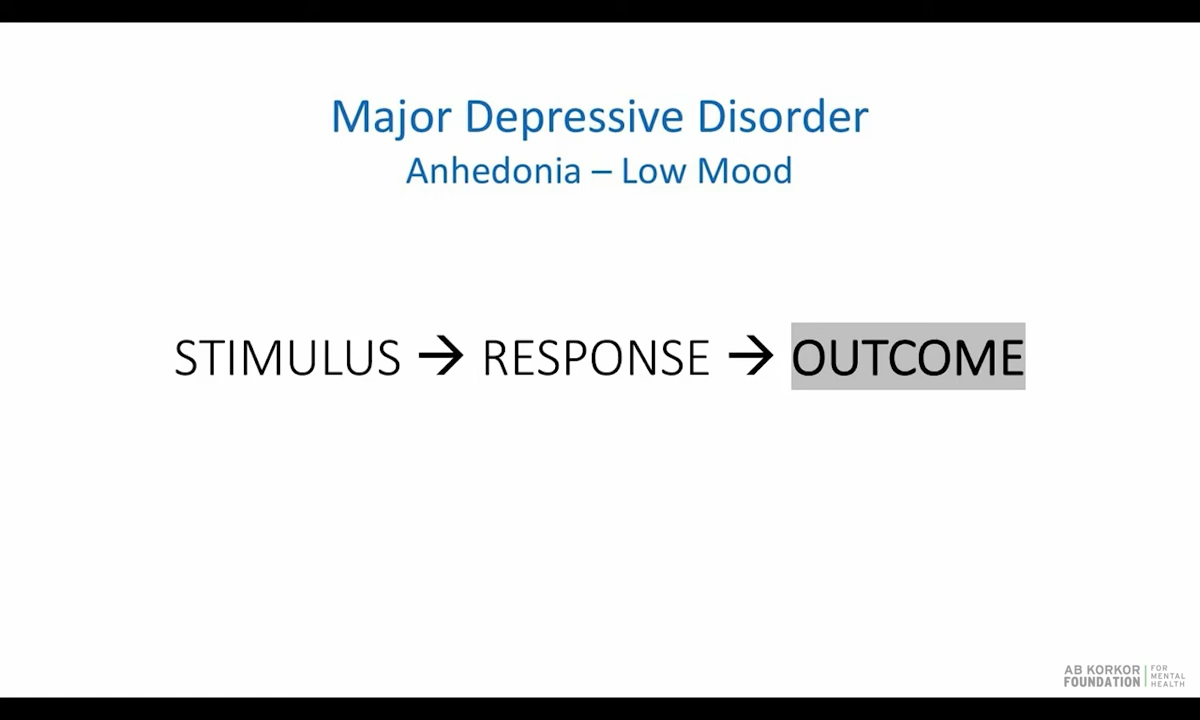 Major Depressive Disorder
Anhedonia – Low Mood
STIMULUS → RESPONSE → OUTCOME
AB KORKOR
FOUNDATION
FOR
MENTAL
HEALTH